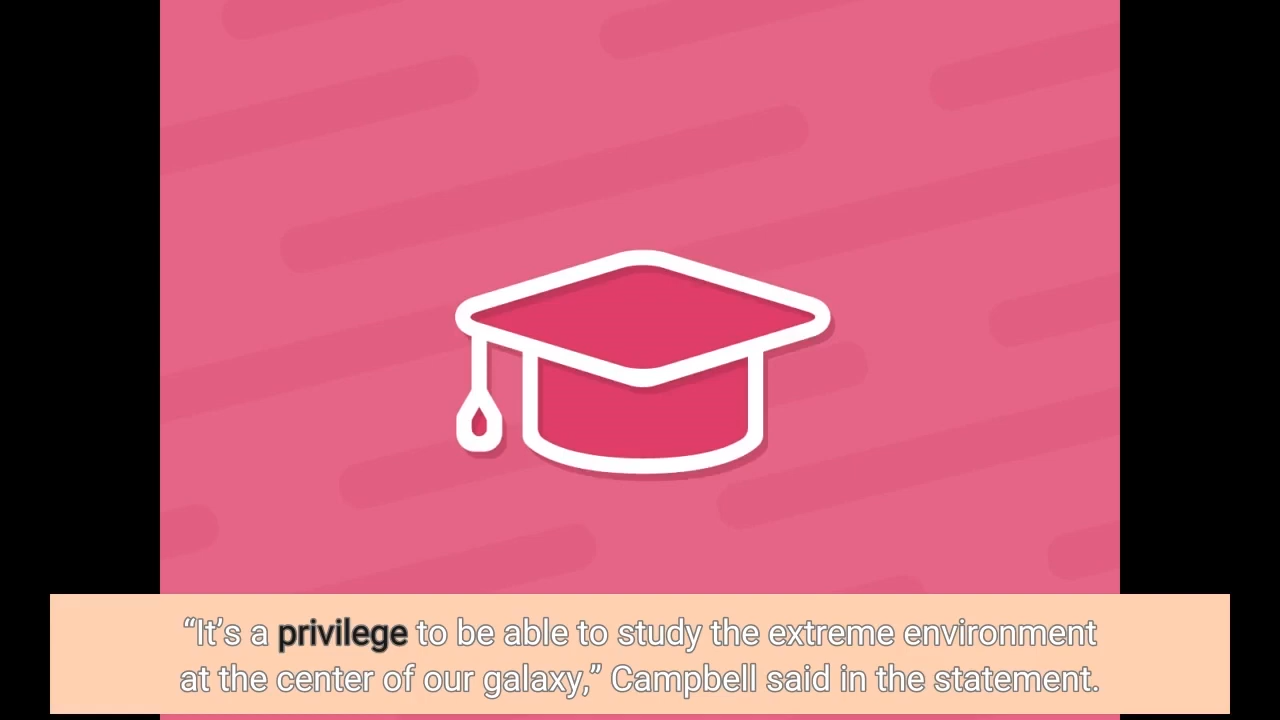 “It’s a privilege to be able to study the extreme environment
at the center of our galaxy,” Campbell said in the statement.